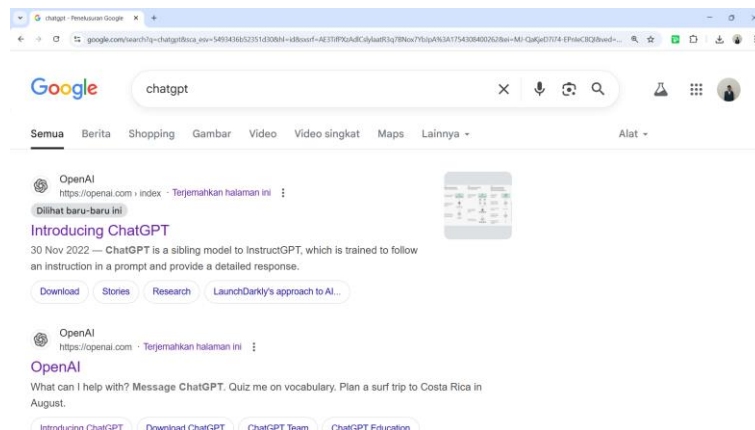 chatgpt - Penelusuran Google
Google
chatgpt
Semua Berita Shopping Gambar Video Video singkat Maps Lainnya Alat
OpenAI
https://openai.com › index · Terjemahkan halaman ini
Dilihat baru-baru ini
Introducing ChatGPT
30 Nov 2022 — ChatGPT is a sibling model to InstructGPT, which is trained to follow
an instruction in a prompt and provide a detailed response.
Download Stories Research LaunchDarkly's approach to AI...
OpenAI
https://openai.com · Terjemahkan halaman ini
OpenAI
What can I help with? Message ChatGPT. Quiz me on vocabulary. Plan a surf trip to Costa Rica in
August.
Introducing ChatGPT Download ChatGPT ChatGPT Team ChatGPT Education